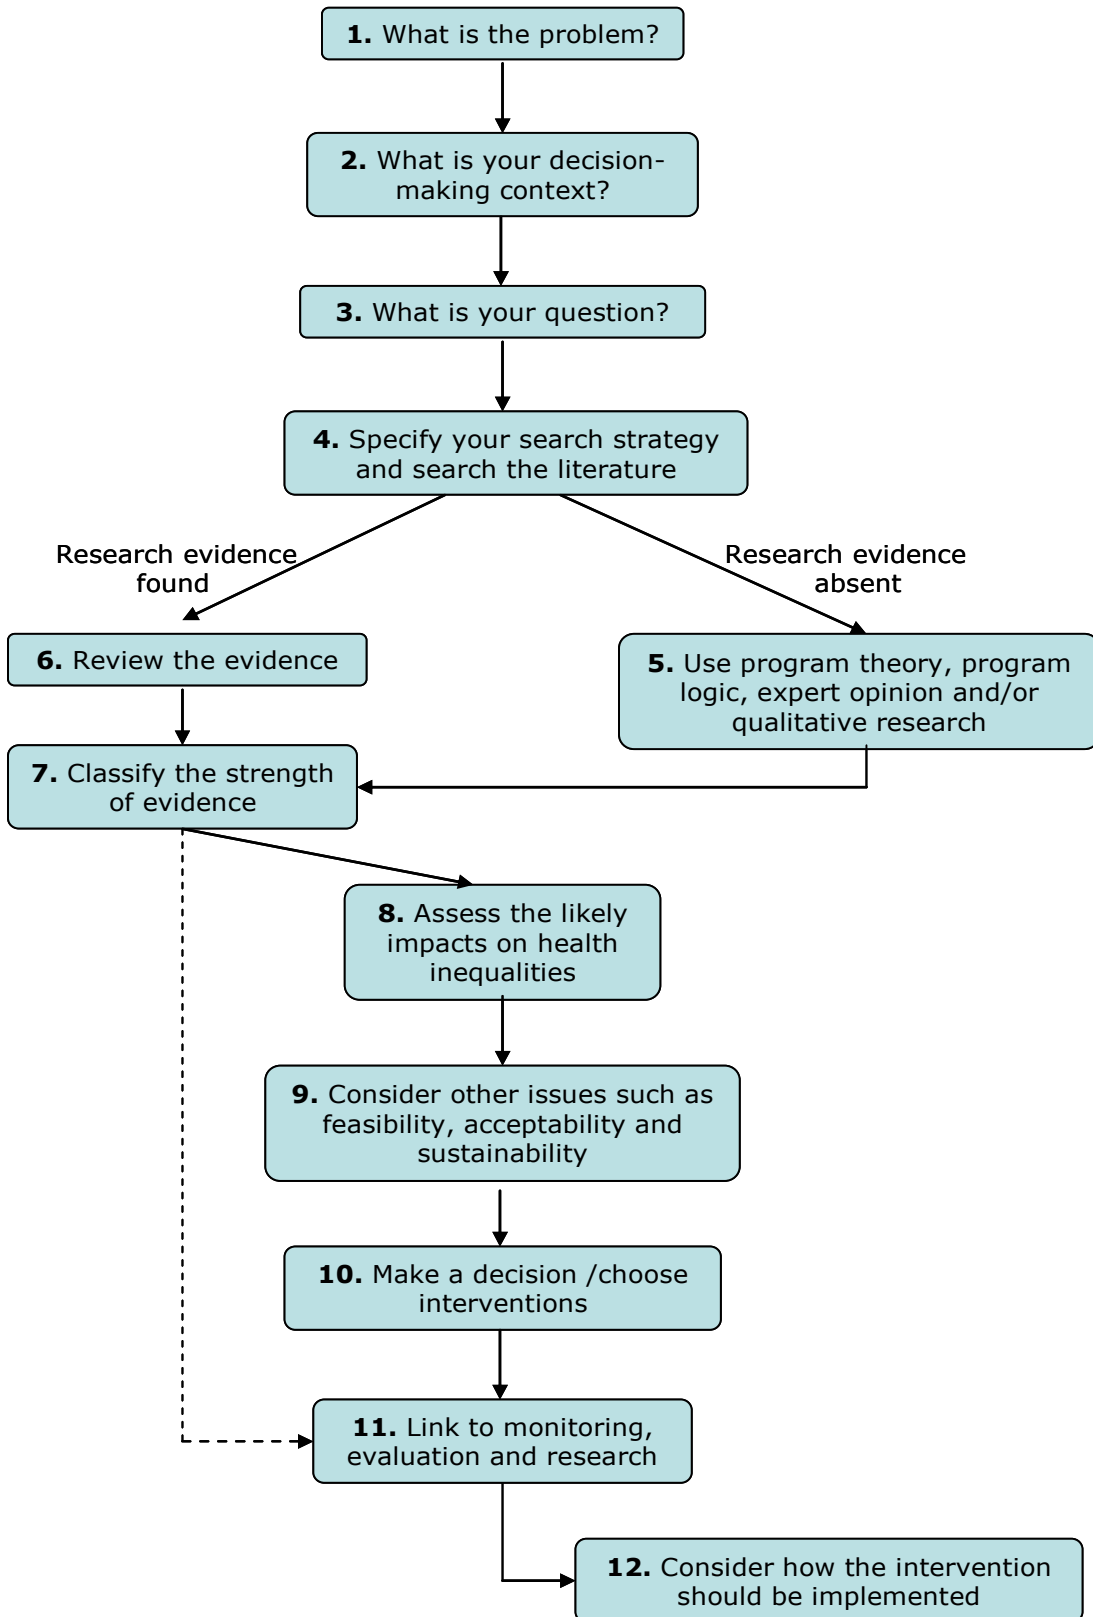 1. What is the problem?
2. What is your decision-
making context?
3. What is your question?
4. Specify your search strategy
and search the literature
Research evidence
found
Research evidence
absent
6. Review the evidence
5. Use program theory, program
logic, expert opinion and/or
qualitative research
7. Classify the strength
of evidence
8. Assess the likely
impacts on health
inequalities
9. Consider other issues such as
feasibility, acceptability and
sustainability
10. Make a decision /choose
interventions
11. Link to monitoring,
evaluation and research
12. Consider how the intervention
should be implemented